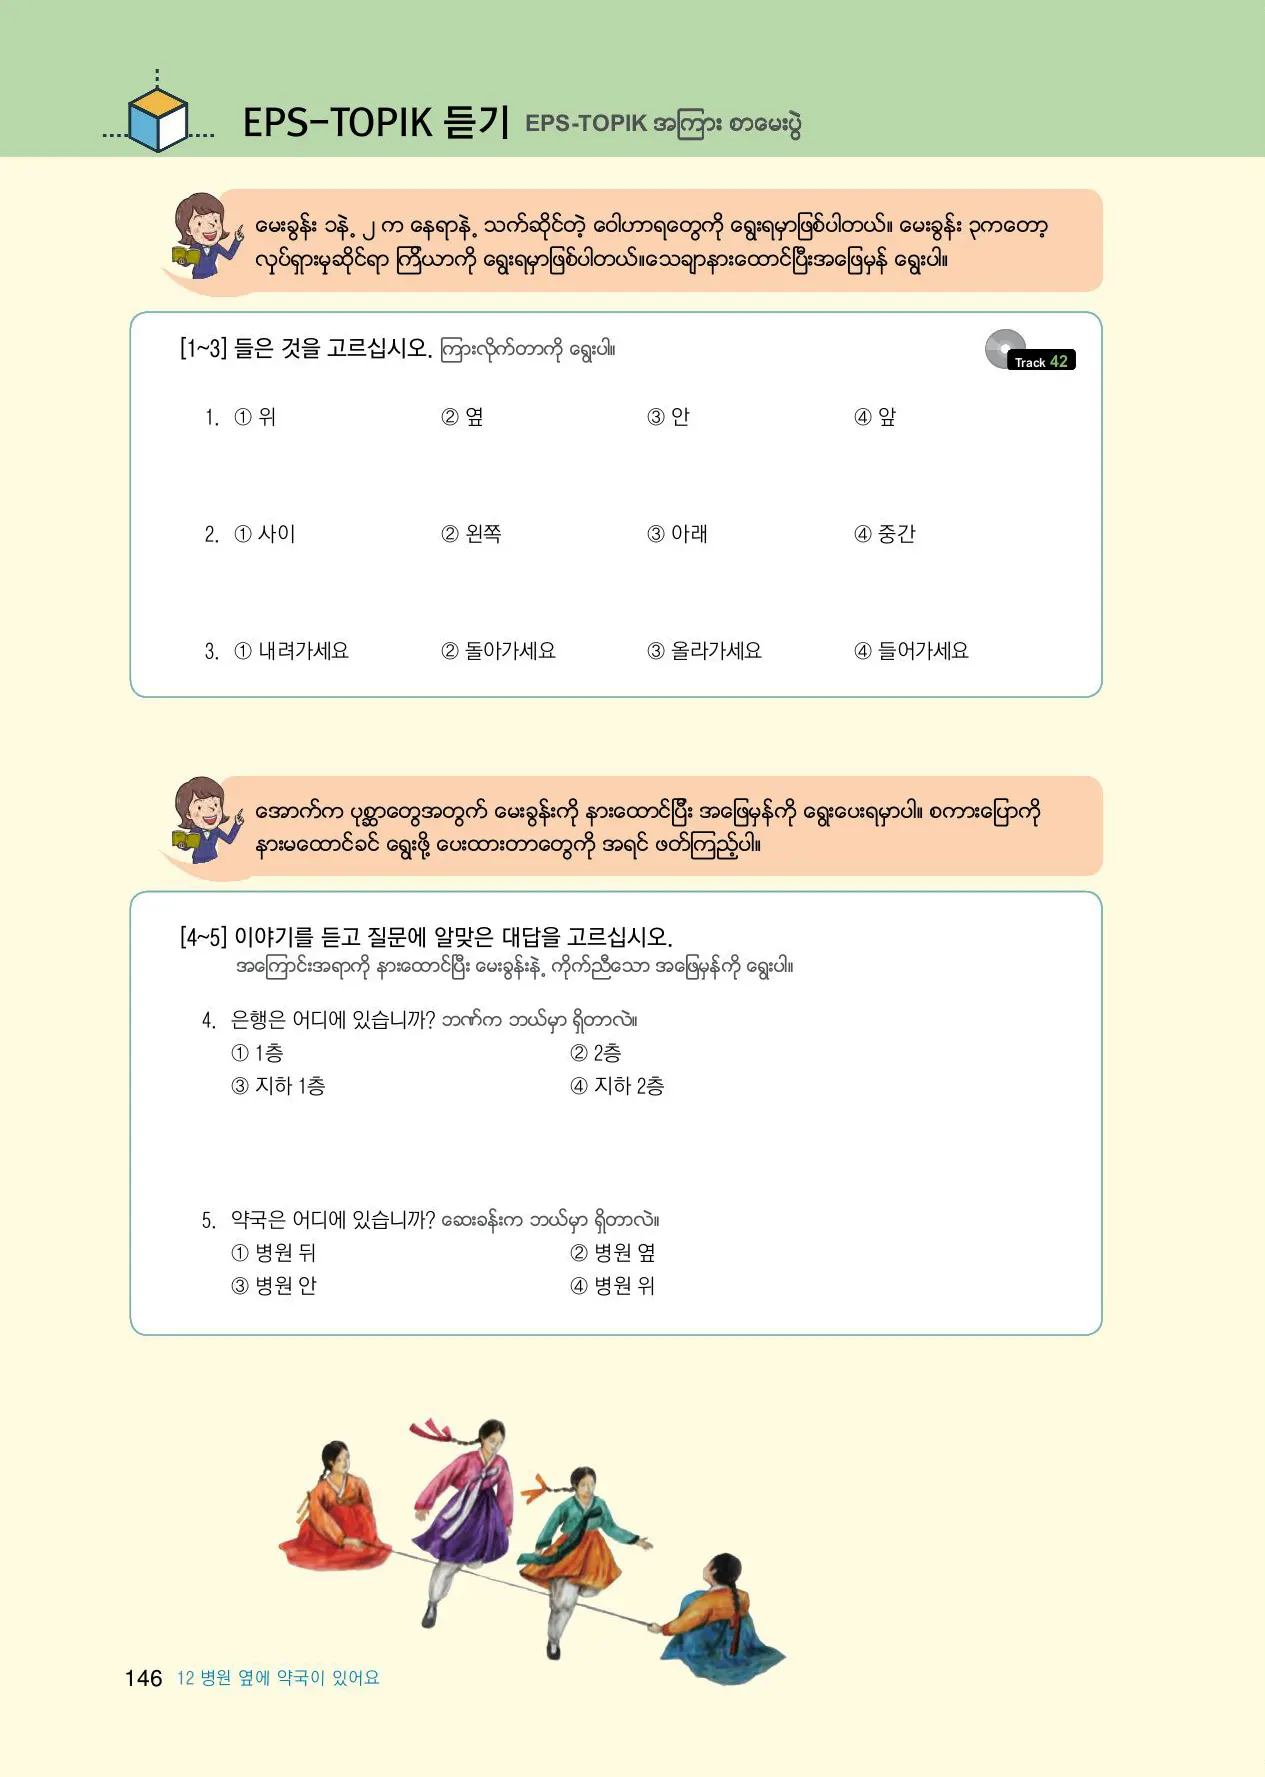 EPS-TOPIK 듣기 EPS-TOPIK အကြား စာမေးပွဲ
မေးခွန်း ၁နဲ့ ၂ က နေရာနဲ့ သက်ဆိုင်တဲ့ ဝေါဟာရတွေကို ရွေးရမှာဖြစ်ပါတယ်။ မေးခွန်း ၃ကတော့
လှုပ်ရှားမှုဆိုင်ရာ ကြိယာကို ရွေးရမှာဖြစ်ပါတယ်။သေချာနားထောင်ပြီးအဖြေမှန် ရွေးပါ။
[1~3] 들은 것을 고르십시오. ကြားလိုက်တာကို ရွေးပါ။
Track 42
1. ① 위 ② 옆 ③ 안 ④ 앞
2. ① 사이 ② 왼쪽 ③ 아래 ④ 중간
3. ① 내려가세요 ② 돌아가세요 ③ 올라가세요 ④ 들어가세요
အောက်က ပုစ္ဆာတွေအတွက် မေးခွန်းကို နားထောင်ပြီး အဖြေမှန်ကို ရွေးပေးရမှာပါ။ စကားပြောကို
နားမထောင်ခင် ရွေးဖို့ ပေးထားတာတွေကို အရင် ဖတ်ကြည့်ပါ။
[4~5] 이야기를 듣고 질문에 알맞은 대답을 고르십시오.
အကြောင်းအရာကို နားထောင်ပြီး မေးခွန်းနဲ့ ကိုက်ညီသော အဖြေမှန်ကို ရွေးပါ။
4. 은행은 어디에 있습니까? ဘဏ်က ဘယ်မှာ ရှိတာလဲ။
① 1층 ② 2층
③ 지하 1층 ④ 지하 2층
5. 약국은 어디에 있습니까? ဆေးခန်းက ဘယ်မှာ ရှိတာလဲ။
① 병원 뒤 ② 병원 옆
③ 병원 안 ④ 병원 위
146 12 병원 옆에 약국이 있어요